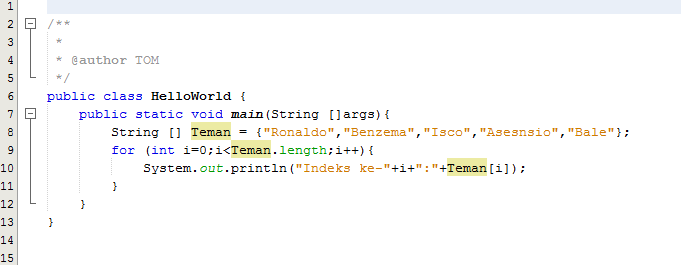 1
2 /**
3 *
4 * @author TOM
5 */
6 public class HelloWorld {
7 public static void main(String []args){
8 String [] Teman = {"Ronaldo","Benzema","Isco","Asesnsio","Bale"};
9 for (int i=0;i<Teman.length;i++){
10 System.out.println("Indeks ke-"+i+":"+Teman[i]);
11 }
12 }
13 }
14
15